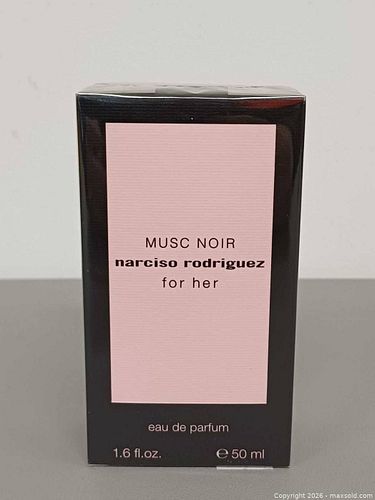 MUSC NOIR
narciso rodriguez
for her
eau de parfum
1.6 fl.oz. ℮ 50 ml
Copyright 2026 - maxsold.com